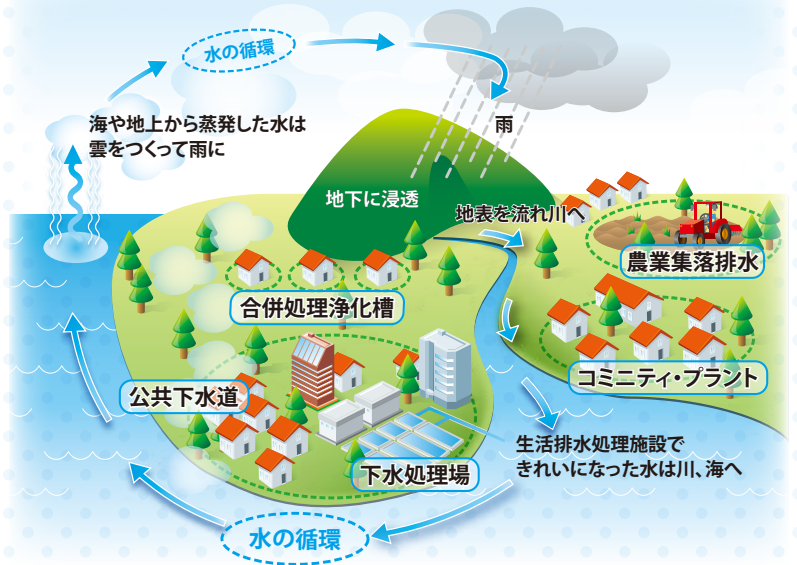 水の循環
海や地上から蒸発した水は
雲をつくって雨に
雨
地下に浸透
地表を流れ川へ
農業集落排水
合併処理浄化槽
コミニティ・プラント
公共下水道
生活排水処理施設で
きれいになった水は川、海へ
下水処理場
水の循環